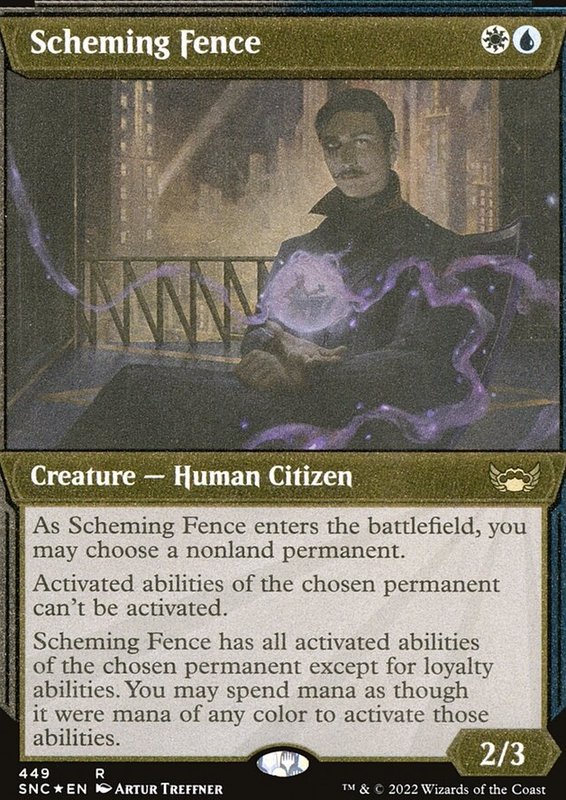 Scheming Fence
Creature — Human Citizen
As Scheming Fence enters the battlefield, you
may choose a nonland permanent.
Activated abilities of the chosen permanent
can't be activated.
Scheming Fence has all activated abilities
of the chosen permanent except for loyalty
abilities. You may spend mana as though
it were mana of any color to activate those
abilities.
2/3
449 R
SNC★EN Artur Treffner
™ & © 2022 Wizards of the Coast